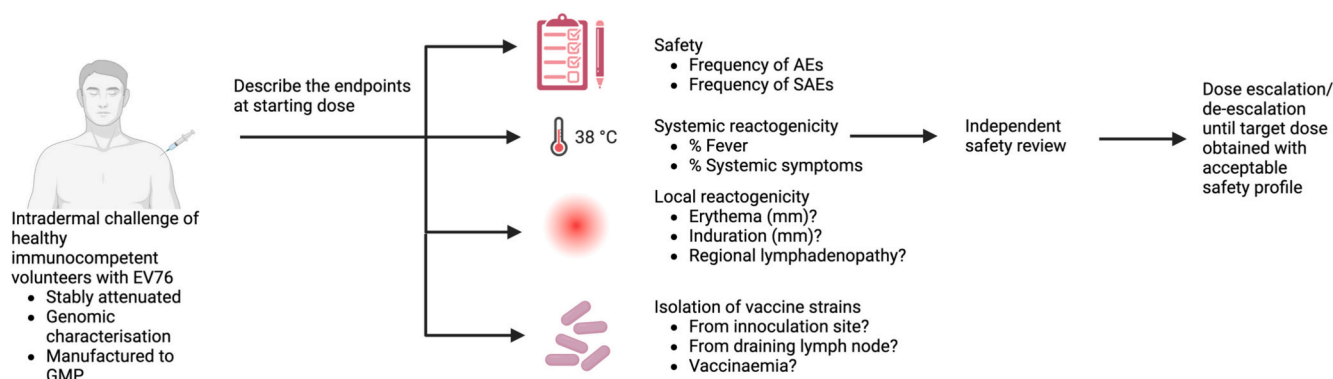 Intradermal challenge of
healthy
immunocompetent
volunteers with EV76
• Stably attenuated
• Genomic
characterisation
• Manufactured to
GMP
Describe the endpoints
at starting dose
Safety
• Frequency of AEs
• Frequency of SAEs
38 °C
Systemic reactogenicity
• % Fever
• % Systemic symptoms
Local reactogenicity
• Erythema (mm)?
• Induration (mm)?
• Regional lymphadenopathy?
Isolation of vaccine strains
• From innoculation site?
• From draining lymph node?
• Vaccinaemia?
Independent
safety review
Dose escalation/
de-escalation
until target dose
obtained with
acceptable
safety profile